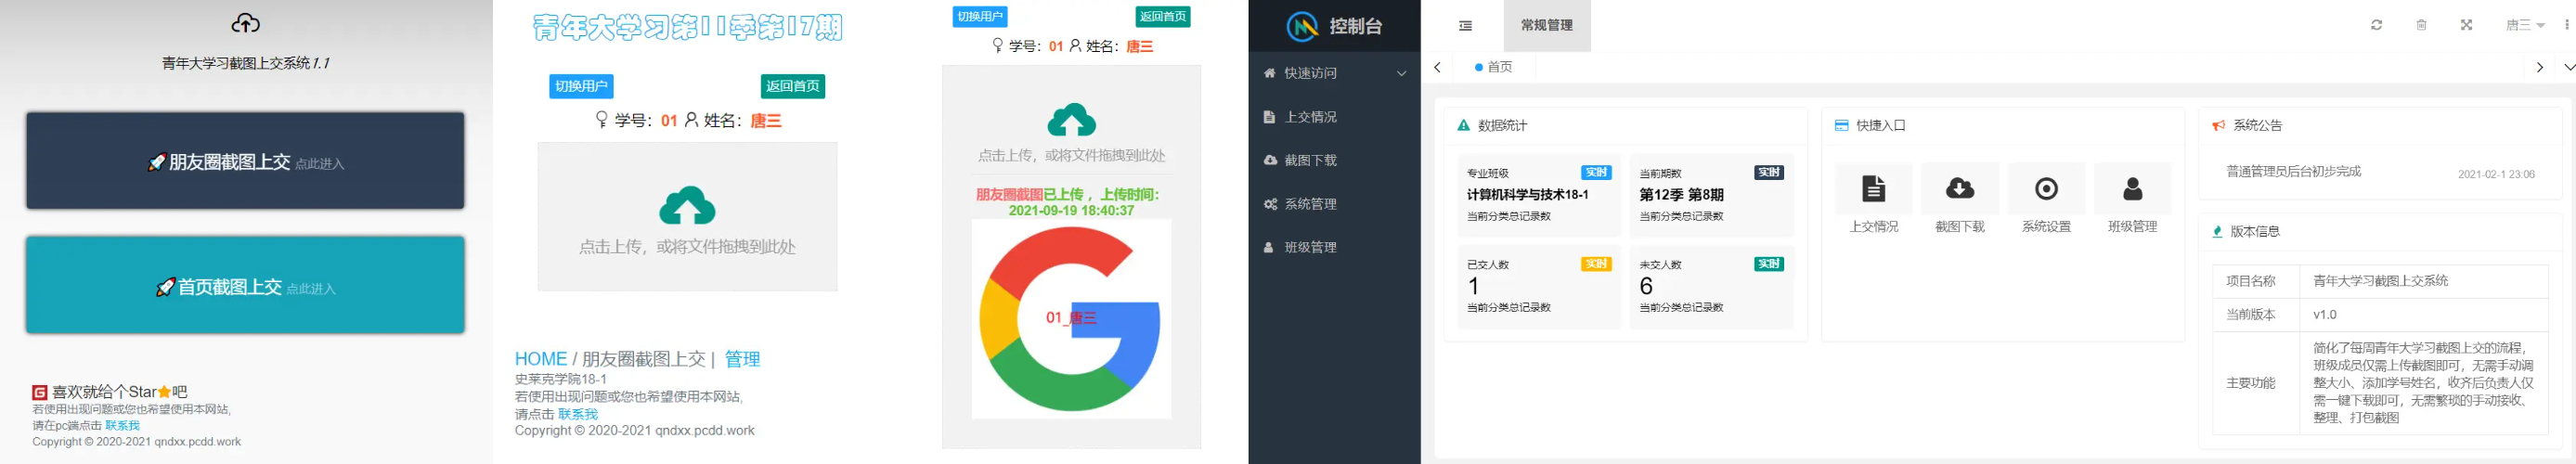 青年大学习截图上交系统1.1
朋友圈截图上交 点此进入
首页截图上交 点此进入
G 喜欢就给个Star⭐吧
若使用出现问题或您也希望使用本网站,
请在pc端点击 联系我
Copyright © 2020-2021 qndxx.pcdd.work
青年大学习第11季第17期
切换用户 返回首页
学号：01 姓名：唐三
点击上传，或将文件拖拽到此处
HOME / 朋友圈截图上交 | 管理
史莱克学院18-1
若使用出现问题或您也希望使用本网站,
请点击 联系我
Copyright © 2020-2021 qndxx.pcdd.work
切换用户 返回首页
学号：01 姓名：唐三
点击上传，或将文件拖拽到此处
朋友圈截图已上传 ，上传时间：
2021-09-19 18:40:37
01_唐三
控制台
快速访问
上交情况
截图下载
系统管理
班级管理
常规管理 唐三
首页
数据统计
专业班级 实时
计算机科学与技术18-1
当前分类总记录数
当前期数 实时
第12季 第8期
当前分类总记录数
已交人数 实时
1
当前分类总记录数
未交人数 实时
6
当前分类总记录数
快捷入口
上交情况 截图下载 系统设置 班级管理
系统公告
普通管理员后台初步完成 2021-02-1 23:06
版本信息
项目名称 青年大学习截图上交系统
当前版本 v1.0
主要功能 简化了每周青年大学习截图上交的流程，
班级成员仅需上传截图即可，无需手动调
整大小、添加学号姓名，收齐后负责人仅
需一键下载即可，无需繁琐的手动接收、
整理、打包截图